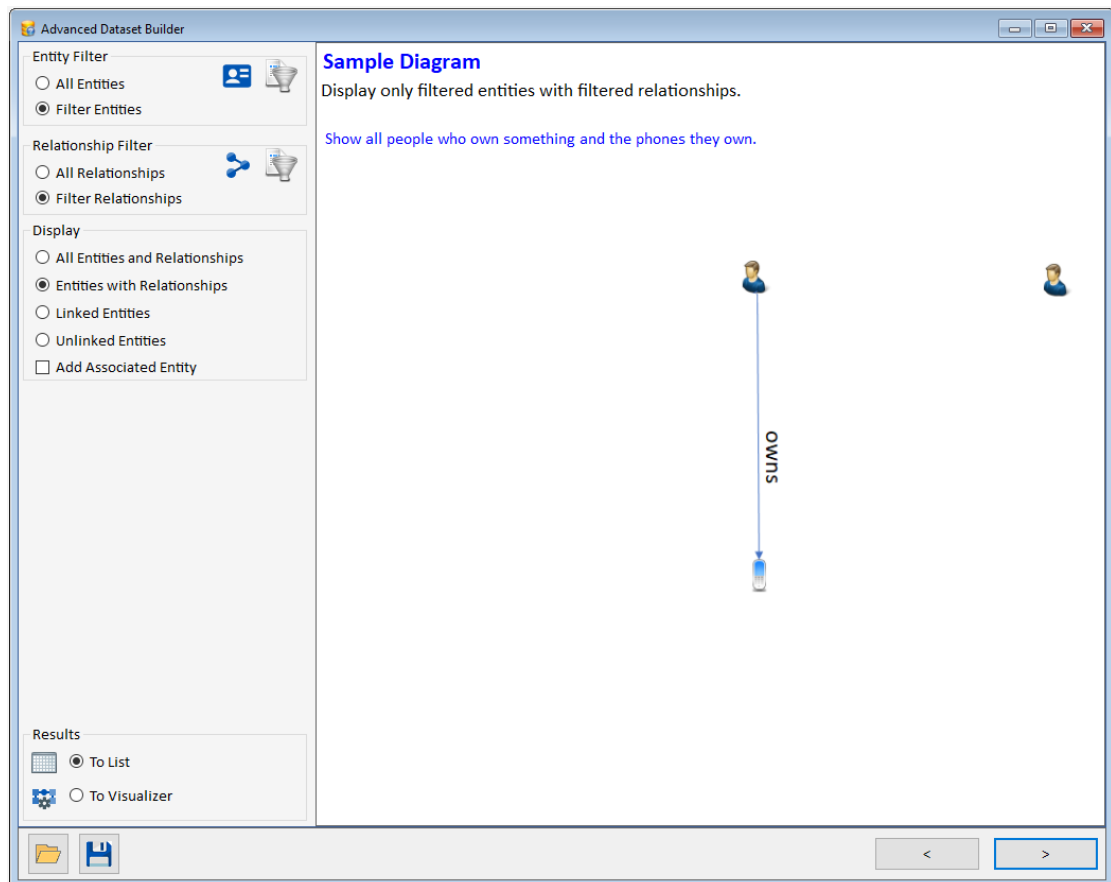 Advanced Dataset Builder
Entity Filter
All Entities
Filter Entities
Relationship Filter
All Relationships
Filter Relationships
Display
All Entities and Relationships
Entities with Relationships
Linked Entities
Unlinked Entities
Add Associated Entity
Results
To List
To Visualizer
Sample Diagram
Display only filtered entities with filtered relationships.
Show all people who own something and the phones they own.
owns
<
>